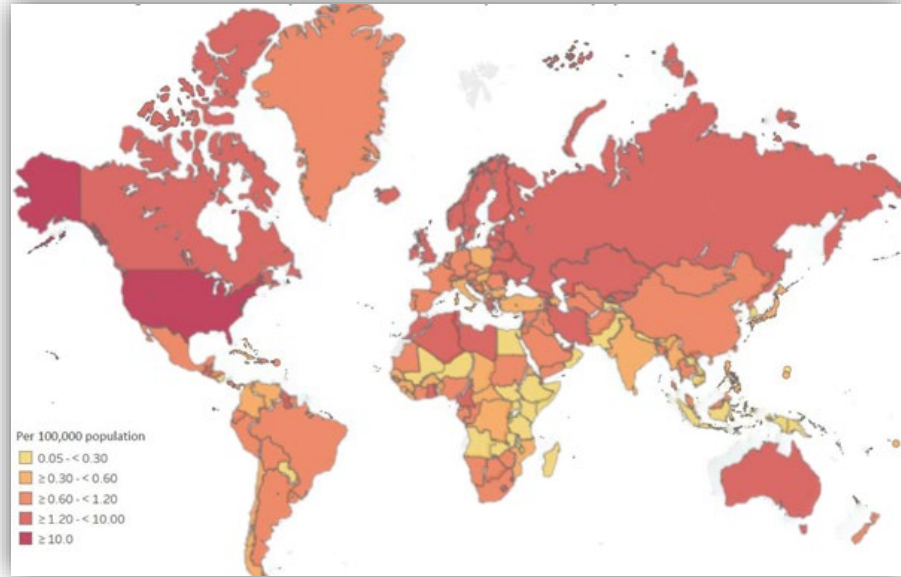 Per 100,000 population
0.05 - < 0.30
≥ 0.30 - < 0.60
≥ 0.60 - < 1.20
≥ 1.20 - < 10.00
≥ 10.0